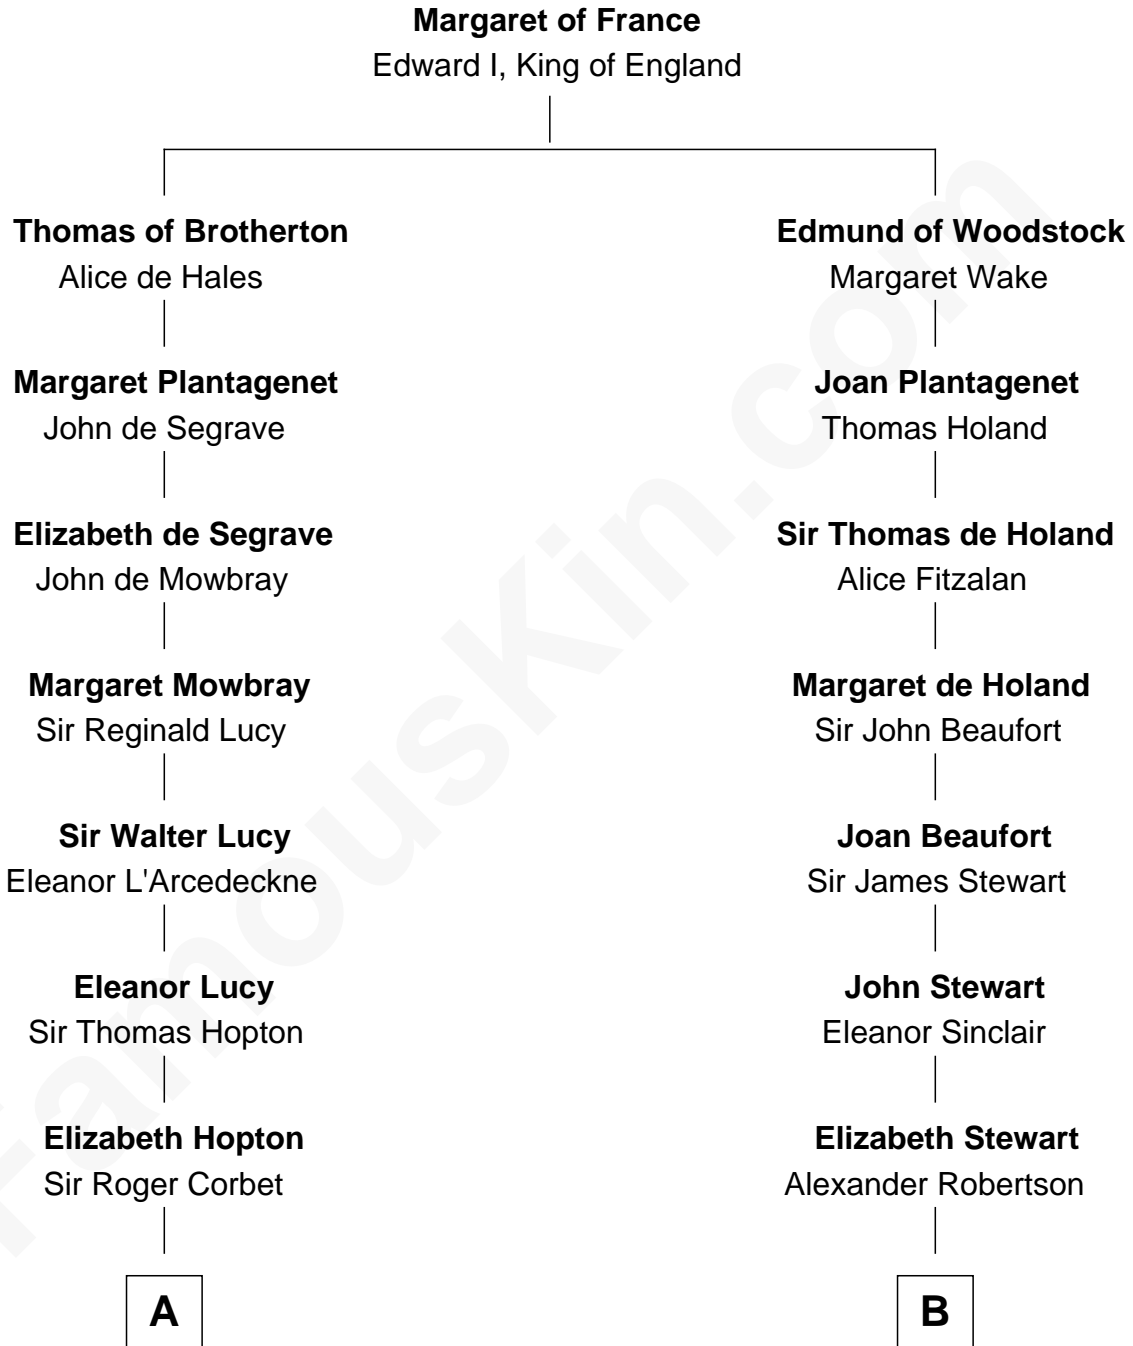 Margaret of France
Edward I, King of England
Thomas of Brotherton
Alice de Hales
Edmund of Woodstock
Margaret Wake
Margaret Plantagenet
John de Segrave
Joan Plantagenet
Thomas Holand
Elizabeth de Segrave
John de Mowbray
Sir Thomas de Holand
Alice Fitzalan
Margaret Mowbray
Sir Reginald Lucy
Margaret de Holand
Sir John Beaufort
Sir Walter Lucy
Eleanor L'Arcedeckne
Joan Beaufort
Sir James Stewart
Eleanor Lucy
Sir Thomas Hopton
John Stewart
Eleanor Sinclair
Elizabeth Hopton
Sir Roger Corbet
Elizabeth Stewart
Alexander Robertson
A
B
FamousKin.com